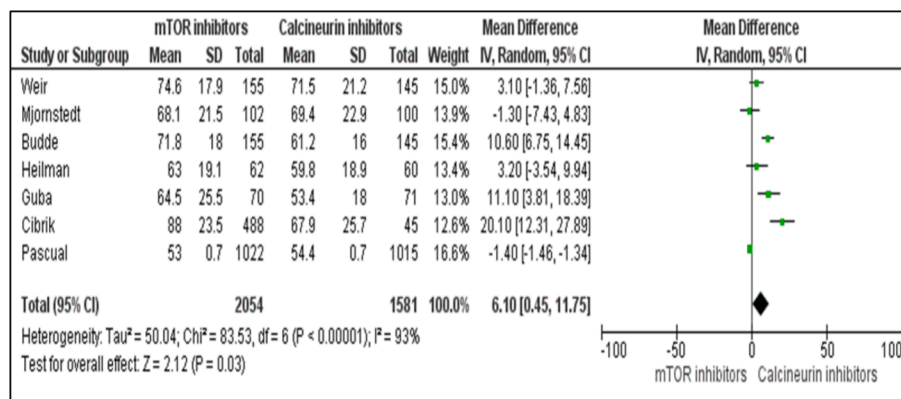 mTOR inhibitors Calcineurin inhibitors Mean Difference Mean Difference
Study or Subgroup Mean SD Total Mean SD Total Weight IV, Random, 95% CI IV, Random, 95% CI
Weir 74.6 17.9 155 71.5 21.2 145 15.0% 3.10 [-1.36, 7.56]
Mjornstedt 68.1 21.5 102 69.4 22.9 100 13.9% -1.30 [-7.43, 4.83]
Budde 71.8 18 155 61.2 16 145 15.4% 10.60 [6.75, 14.45]
Heilman 63 19.1 62 59.8 18.9 60 13.4% 3.20 [-3.54, 9.94]
Guba 64.5 25.5 70 53.4 18 71 13.0% 11.10 [3.81, 18.39]
Cibrik 88 23.5 488 67.9 25.7 45 12.6% 20.10 [12.31, 27.89]
Pascual 53 0.7 1022 54.4 0.7 1015 16.6% -1.40 [-1.46, -1.34]
Total (95% CI) 2054 1581 100.0% 6.10 [0.45, 11.75]
Heterogeneity: Tau² = 50.04; Chi² = 83.53, df = 6 (P < 0.00001); I² = 93%
Test for overall effect: Z = 2.12 (P = 0.03)
-100 -50 0 50 100
mTOR inhibitors Calcineurin inhibitors